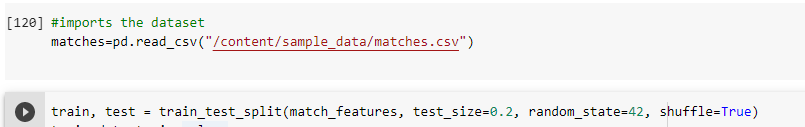 [120] #imports the dataset
matches=pd.read_csv("/content/sample_data/matches.csv")
train, test = train_test_split(match_features, test_size=0.2, random_state=42, shuffle=True)